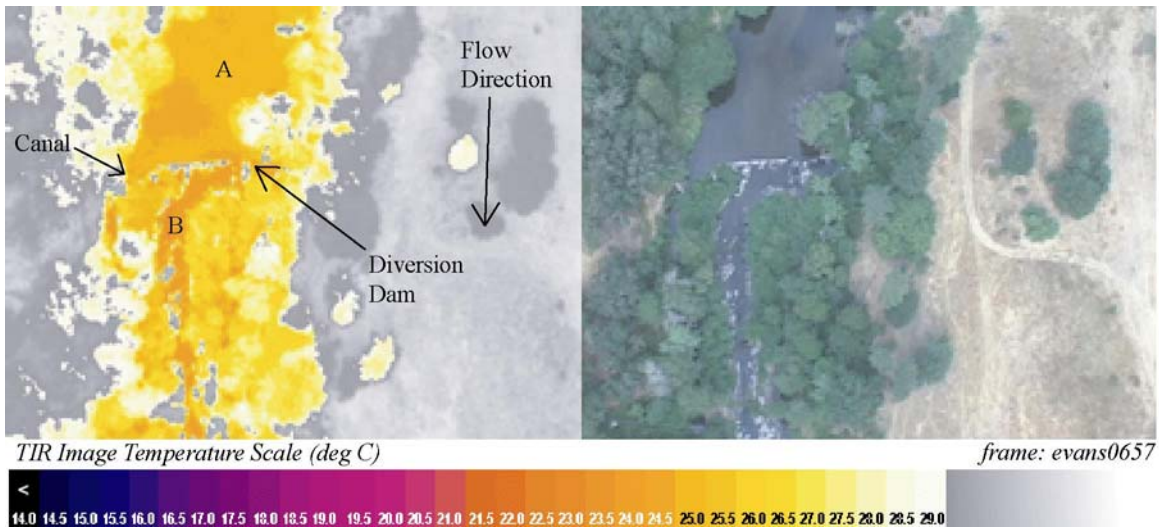 A
Flow
Direction
Canal
B
Diversion
Dam
TIR Image Temperature Scale (deg C)
frame: evans0657
<
14.0 14.5 15.0 15.5 16.0 16.5 17.0 17.5 18.0 18.5 19.0 19.5 20.0 20.5 21.0 21.5 22.0 22.5 23.0 23.5 24.0 24.5 25.0 25.5 26.0 26.5 27.0 27.5 28.0 28.5 29.0